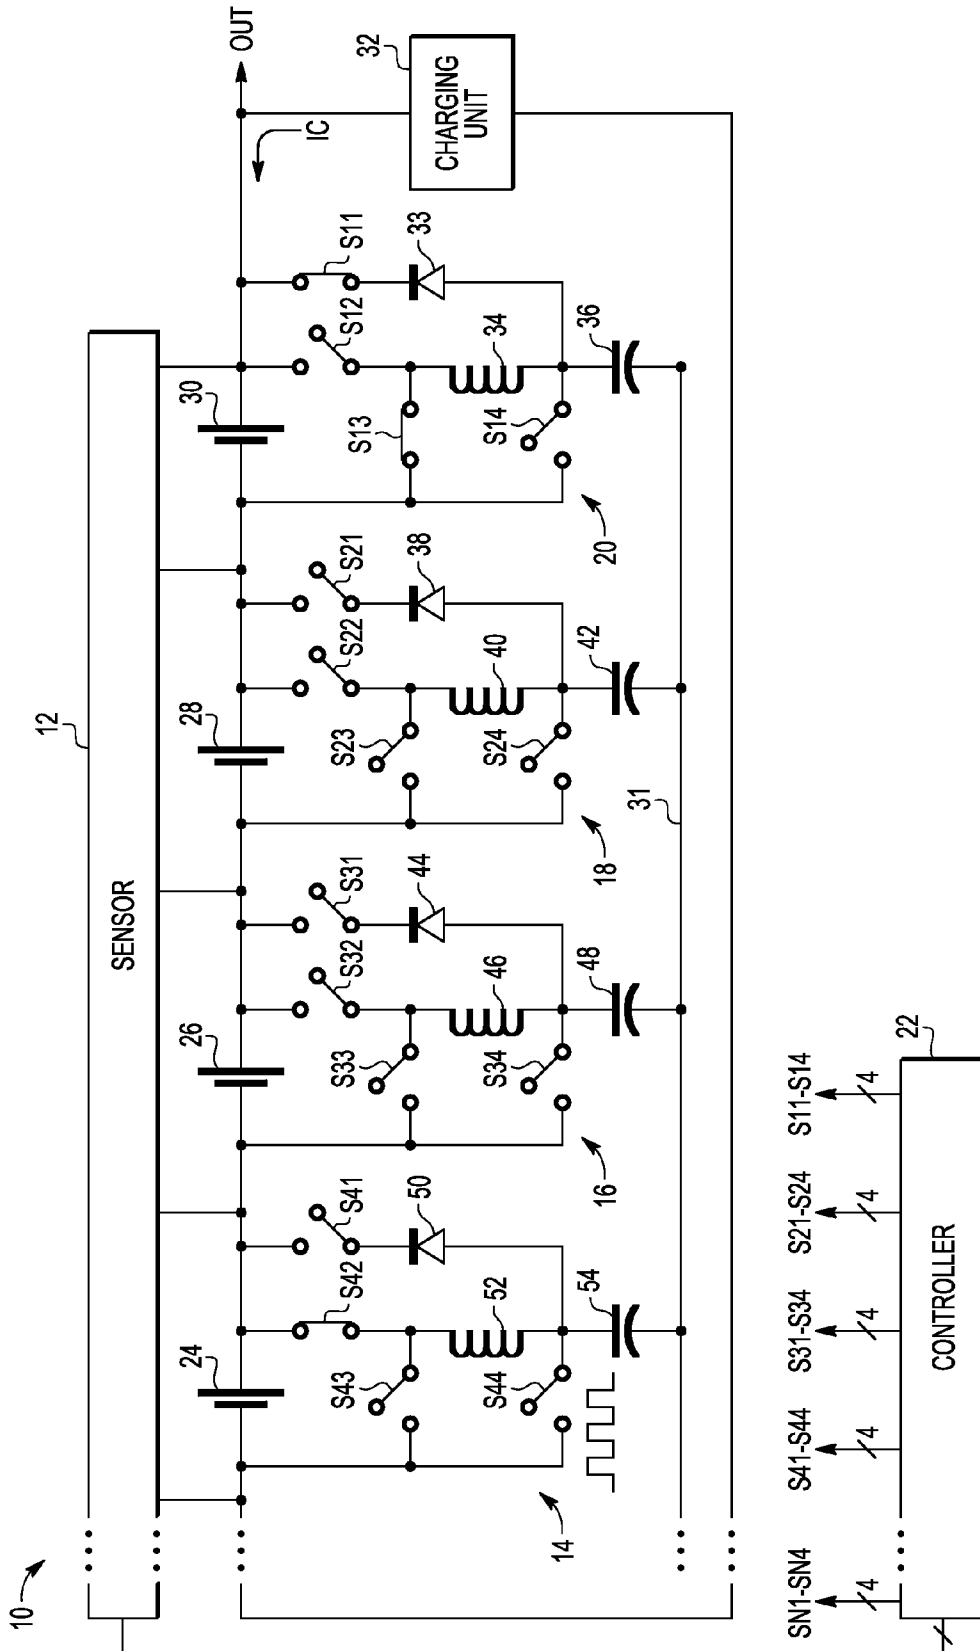 10
12
SENSOR
OUT
IC
32
CHARGING
UNIT
24
26
28
30
S41
S42
S43
S44
50
52
54
14
S31
S32
S33
S34
44
46
48
16
S21
S22
S23
S24
38
40
42
18
S11
S12
S13
S14
33
34
36
20
31
SN1-SN4
S41-S44
S31-S34
S21-S24
S11-S14
4
4
4
4
4
22
CONTROLLER